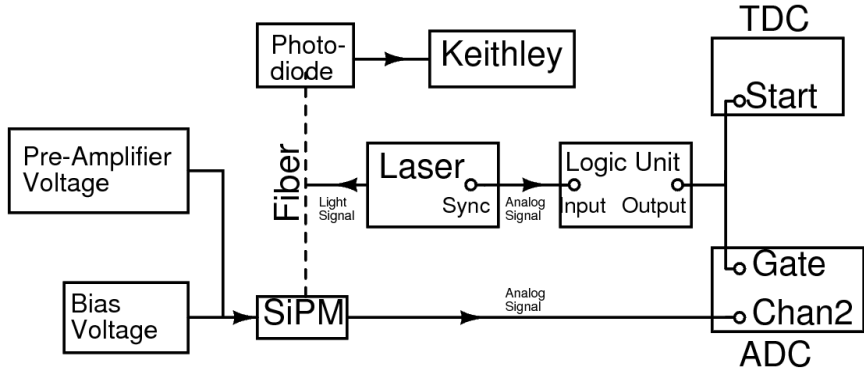 TDC
Photo-
diode
Keithley
Start
Pre-Amplifier
Voltage
Fiber
Laser
Sync
Light
Signal
Analog
Signal
Logic Unit
Input
Output
Gate
Bias
Voltage
SiPM
Analog
Signal
Chan2
ADC